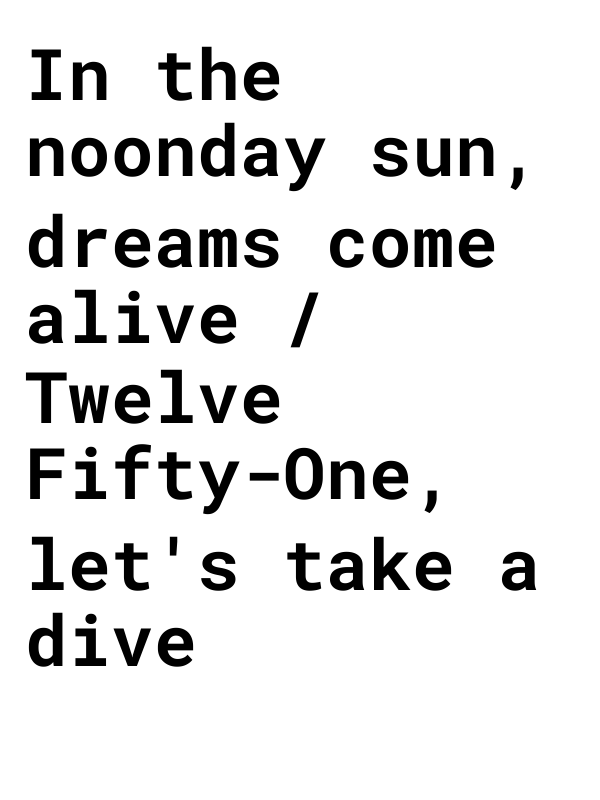 In the
noonday sun,
dreams come
alive /
Twelve
Fifty-One,
let's take a
dive